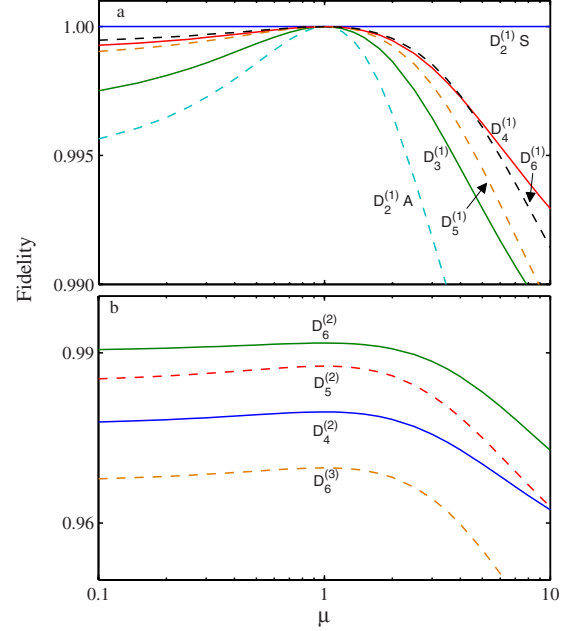 a
1.00
D₂⁽¹⁾ S
D₄⁽¹⁾
D₃⁽¹⁾
D₆⁽¹⁾
0.995
D₂⁽¹⁾ A
D₅⁽¹⁾
0.990
Fidelity
b
D₆⁽²⁾
0.99
D₅⁽²⁾
D₄⁽²⁾
D₆⁽³⁾
0.96
0.1
1
10
μ